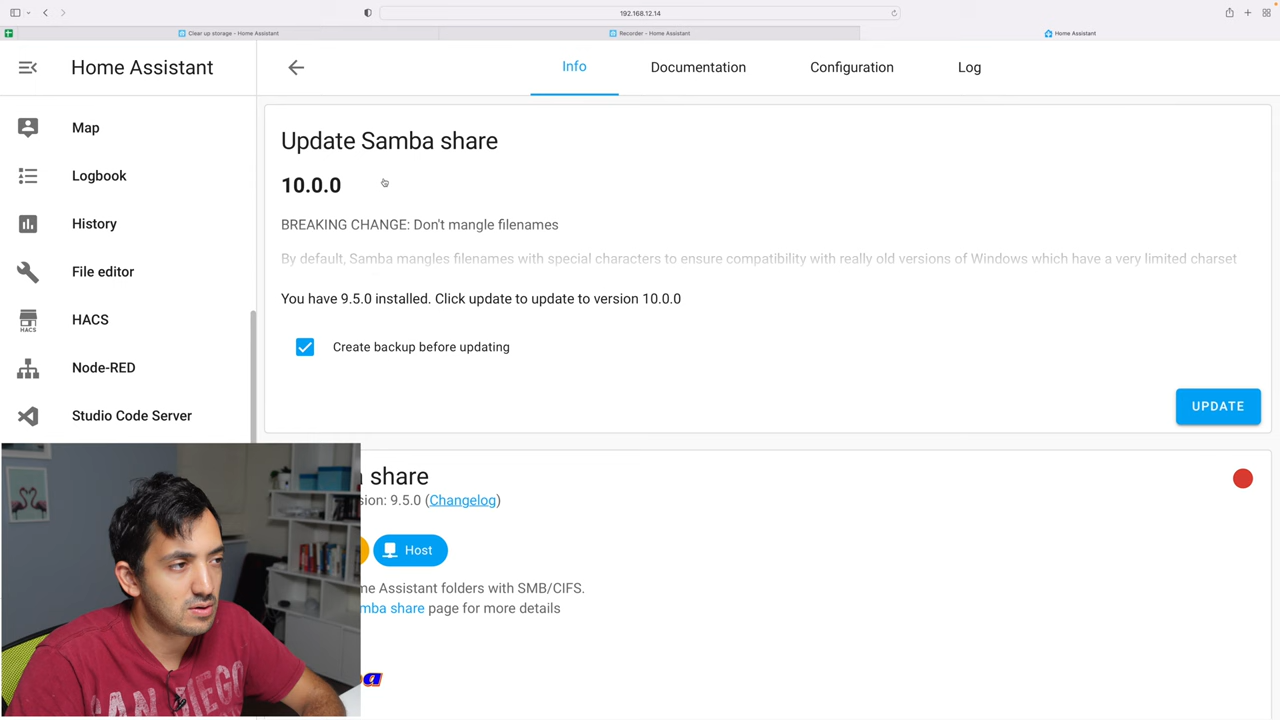 192.168.12.14
Clear up storage - Home Assistant
Recorder - Home Assistant
Home Assistant
Home Assistant
Info
Documentation
Configuration
Log
Map
Logbook
History
File editor
HACS
HACS
Node-RED
Studio Code Server
Update Samba share
10.0.0
BREAKING CHANGE: Don't mangle filenames
By default, Samba mangles filenames with special characters to ensure compatibility with really old versions of Windows which have a very limited charset
You have 9.5.0 installed. Click update to update to version 10.0.0
Create backup before updating
UPDATE
share
sion: 9.5.0 (Changelog)
Host
me Assistant folders with SMB/CIFS.
mba share page for more details
a
SAN DIEGO